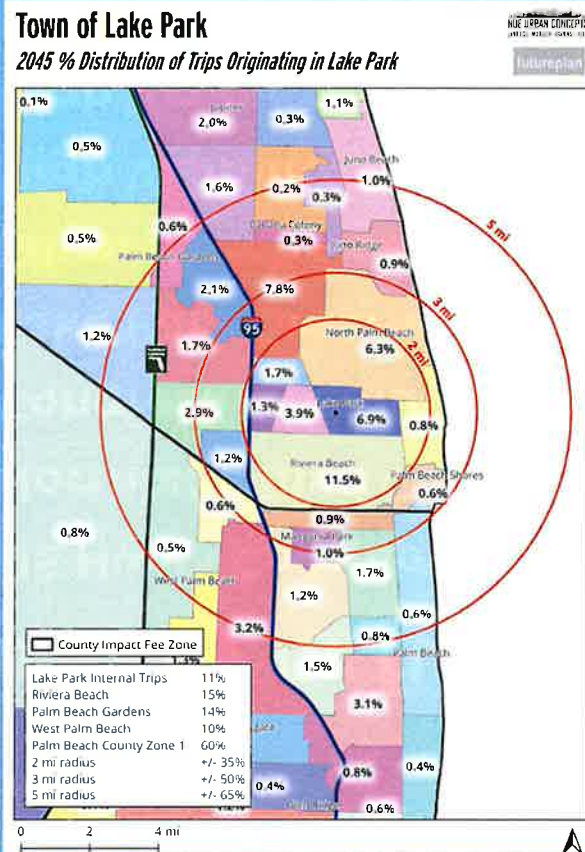 Town of Lake Park
2045 % Distribution of Trips Originating in Lake Park
NUE URBAN CONCEPTS
futureplan
0.1%
2.0%
0.3%
1.1%
0.5%
Juno Beach
1.6%
0.2%
1.0%
0.3%
0.6%
5 mi
0.5%
0.3%
Juno Ridge
Palm Beach Gardens
0.9%
2.1%
7.8%
3 mi
1.2%
95
North Palm Beach
2 mi
1.7%
6.3%
1.7%
2.9%
1.3%
3.9%
6.9%
0.8%
1.2%
Riviera Beach
11.5%
Palm Beach Shores
0.6%
0.6%
0.9%
0.8%
0.5%
Mangonia Park
1.0%
1.7%
West Palm Beach
1.2%
0.6%
3.2%
0.8%
County Impact Fee Zone
Palm Beach
1.5%
Lake Park Internal Trips 11%
Riviera Beach 15%
Palm Beach Gardens 14%
West Palm Beach 10%
Palm Beach County Zone 1 60%
2 mi radius +/- 35%
3 mi radius +/- 50%
5 mi radius +/- 65%
3.1%
0.8%
0.4%
0.4%
0.6%
0 2 4 mi